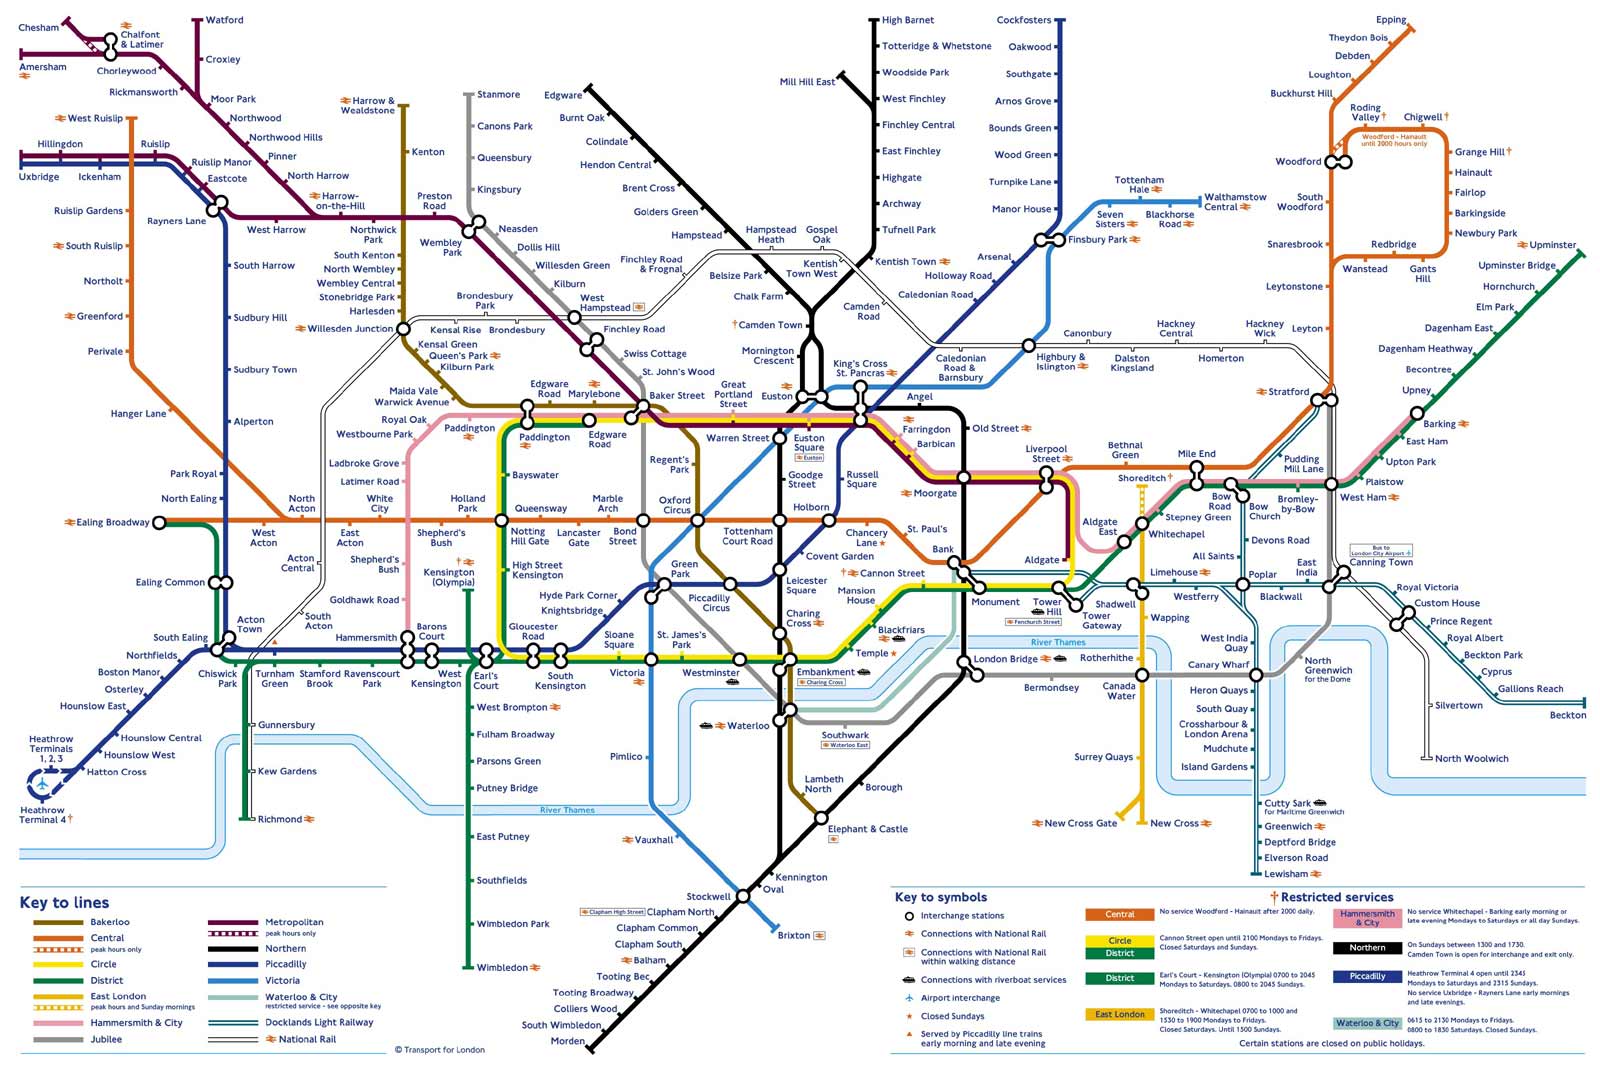 Chesham
Chalfont
& Latimer
Watford
Amersham
Chorleywood
Croxley
Rickmansworth
Moor Park
Northwood
Northwood Hills
Pinner
North Harrow
Harrow-
on-the-Hill
West Ruislip
Hillingdon
Ruislip
Ruislip Manor
Eastcote
Uxbridge
Ickenham
Ruislip Gardens
Rayners Lane
West Harrow
Northwick
Park
Preston
Road
South Ruislip
Northolt
Greenford
Perivale
Hanger Lane
South Harrow
Sudbury Hill
Sudbury Town
Alperton
Park Royal
North Ealing
Harrow &
Wealdstone
Kenton
South Kenton
North Wembley
Wembley Central
Stonebridge Park
Harlesden
Willesden Junction
Kensal Green
Queen's Park
Kilburn Park
Maida Vale
Warwick Avenue
Stanmore
Canons Park
Queensbury
Kingsbury
Wembley
Park
Neasden
Dollis Hill
Willesden Green
Kilburn
West
Hampstead
Finchley Road
Swiss Cottage
St. John's Wood
Baker Street
Brondesbury
Park
Kensal Rise
Brondesbury
Finchley Road
& Frognal
Hampstead
Heath
Gospel
Oak
Kentish
Town West
Camden
Road
Caledonian
Road &
Barnsbury
Highbury &
Islington
Canonbury
Dalston
Kingsland
Hackney
Central
Homerton
Hackney
Wick
Stratford
Edgware
Burnt Oak
Colindale
Hendon Central
Brent Cross
Golders Green
Hampstead
Belsize Park
Chalk Farm
†Camden Town
Mornington
Crescent
Euston
Mill Hill East
High Barnet
Totteridge & Whetstone
Woodside Park
West Finchley
Finchley Central
East Finchley
Highgate
Archway
Tufnell Park
Kentish Town
Cockfosters
Oakwood
Southgate
Arnos Grove
Bounds Green
Wood Green
Turnpike Lane
Manor House
Finsbury Park
Arsenal
Holloway Road
Caledonian Road
King's Cross
St. Pancras
Tottenham
Hale
Seven
Sisters
Blackhorse
Road
Walthamstow
Central
Epping
Theydon Bois
Debden
Loughton
Buckhurst Hill
Roding
Valley†
Chigwell†
Woodford - Hainault
until 2000 hours only
Grange Hill†
Hainault
Fairlop
Barkingside
Newbury Park
Woodford
South
Woodford
Snaresbrook
Redbridge
Wanstead
Gants
Hill
Leytonstone
Leyton
Upminster
Upminster Bridge
Hornchurch
Elm Park
Dagenham East
Dagenham Heathway
Becontree
Upney
Barking
East Ham
Upton Park
Plaistow
West Ham
Royal Oak
Westbourne Park
Ladbroke Grove
Latimer Road
Shepherd's
Bush
Goldhawk Road
Hammersmith
Paddington
Edgware
Road
Marylebone
Paddington
Edgware
Road
Great
Portland
Street
Warren Street
Euston
Square
Euston
Angel
Old Street
Farringdon
Barbican
Moorgate
Liverpool
Street
Bethnal
Green
Mile End
Pudding
Mill Lane
Shoreditch†
Aldgate
East
Aldgate
Whitechapel
Stepney Green
Bow
Road
Bow
Church
Bromley-
by-Bow
Bayswater
Regent's
Park
Goodge
Street
Russell
Square
Ealing Broadway
West
Acton
North
Acton
East
Acton
White
City
Shepherd's
Bush
Holland
Park
Notting
Hill Gate
Queensway
Lancaster
Gate
Marble
Arch
Bond
Street
Oxford
Circus
Tottenham
Court Road
Holborn
Chancery
Lane
St. Paul's
Bank
Ealing Common
Acton
Central
South
Acton
Acton
Town
South Ealing
Northfields
Boston Manor
Osterley
Hounslow East
Hounslow Central
Hounslow West
Hatton Cross
Heathrow
Terminals
1, 2, 3
Heathrow
Terminal 4†
Chiswick
Park
Turnham
Green
Stamford
Brook
Ravenscourt
Park
Barons
Court
West
Kensington
Earl's
Court
Gunnersbury
Kew Gardens
Richmond
Kensington
(Olympia)
High Street
Kensington
Gloucester
Road
South
Kensington
Hyde Park Corner
Knightsbridge
Green
Park
Piccadilly
Circus
Leicester
Square
Covent Garden
Charing
Cross
Sloane
Square
Victoria
St. James's
Park
Westminster
Embankment
Charing Cross
Temple
Blackfriars
Mansion
House
Cannon Street
Monument
Tower
Hill
Fenchurch Street
Tower
Gateway
Shadwell
Limehouse
Westferry
Poplar
All Saints
Devons Road
Blackwall
East
India
Bus to
London City Airport
Canning Town
Royal Victoria
Custom House
Prince Regent
Royal Albert
Beckton Park
Cyprus
Gallions Reach
Beckton
Silvertown
North Woolwich
West Brompton
Fulham Broadway
Parsons Green
Putney Bridge
East Putney
Southfields
Wimbledon Park
Wimbledon
River Thames
Pimlico
Vauxhall
Stockwell
Brixton
Waterloo
Southwark
Waterloo East
Lambeth
North
Elephant & Castle
Borough
London Bridge
River Thames
Bermondsey
Canada
Water
Wapping
Rotherhithe
Surrey Quays
New Cross Gate
New Cross
West India
Quay
Canary Wharf
Heron Quays
South Quay
Crossharbour &
London Arena
Mudchute
Island Gardens
Cutty Sark
for Maritime Greenwich
Greenwich
Deptford Bridge
Elverson Road
Lewisham
North
Greenwich
for the Dome
Kennington
Oval
Clapham High Street
Clapham North
Clapham Common
Clapham South
Balham
Tooting Bec
Tooting Broadway
Colliers Wood
South Wimbledon
Morden
Key to lines
Bakerloo
Central
peak hours only
Circle
District
East London
peak hours and Sunday mornings
Hammersmith & City
Jubilee
Metropolitan
peak hours only
Northern
Piccadilly
Victoria
Waterloo & City
restricted service - see opposite key
Docklands Light Railway
National Rail
© Transport for London
Key to symbols
Interchange stations
Connections with National Rail
Connections with National Rail
within walking distance
Connections with riverboat services
Airport interchange
Closed Sundays
Served by Piccadilly line trains
early morning and late evening
†Restricted services
Central
No service Woodford - Hainault after 2000 daily.
Circle
District
Cannon Street open until 2100 Mondays to Fridays.
Closed Saturdays and Sundays.
District
Earl's Court - Kensington (Olympia) 0700 to 2045
Mondays to Saturdays, 0800 to 2045 Sundays.
East London
Shoreditch - Whitechapel 0700 to 1000 and
1530 to 1900 Mondays to Fridays.
Closed Saturdays. Until 1500 Sundays.
Hammersmith
& City
No service Whitechapel - Barking early morning or
late evening Mondays to Saturdays or all day Sundays.
Northern
On Sundays between 1300 and 1730.
Camden Town is open for interchange and exit only.
Piccadilly
Heathrow Terminal 4 open until 2345
Mondays to Saturdays and 2315 Sundays.
No service Uxbridge - Rayners Lane early mornings
and late evenings.
Waterloo & City
0615 to 2130 Mondays to Fridays.
0800 to 1830 Saturdays. Closed Sundays.
Certain stations are closed on public holidays.